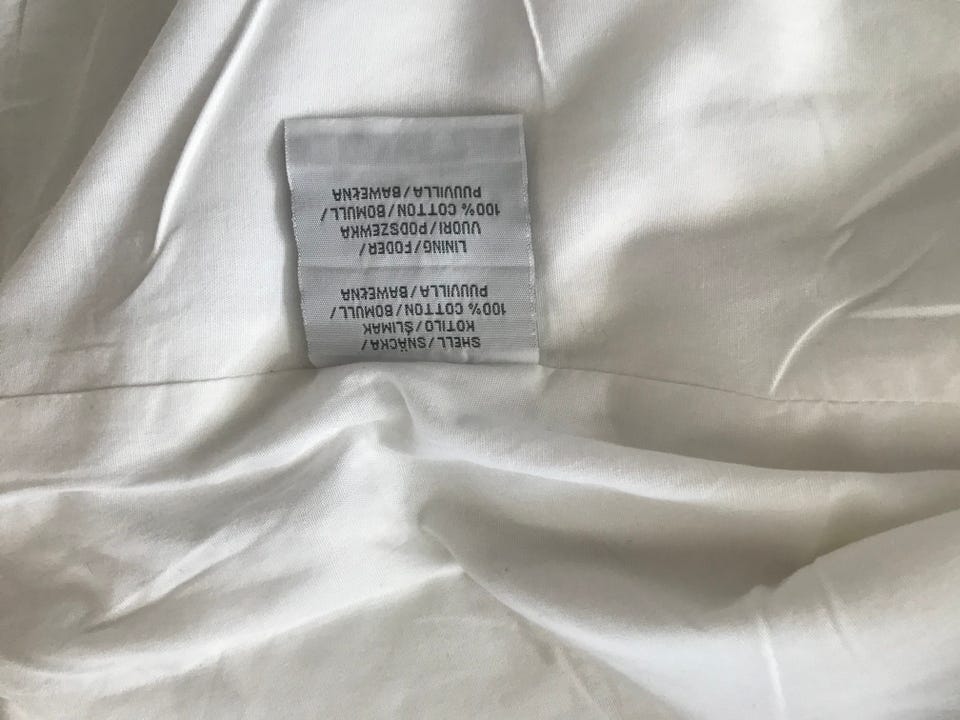 SHELL/SNÄCKA/
KOTILO/ŚLIMAK
100% COTTON/BOMULL/
PUUVILLA/BAWEŁNA
LINING/FODER/
VUORI/PODSZEWKA
100% COTTON/BOMULL/
PUUVILLA/BAWEŁNA